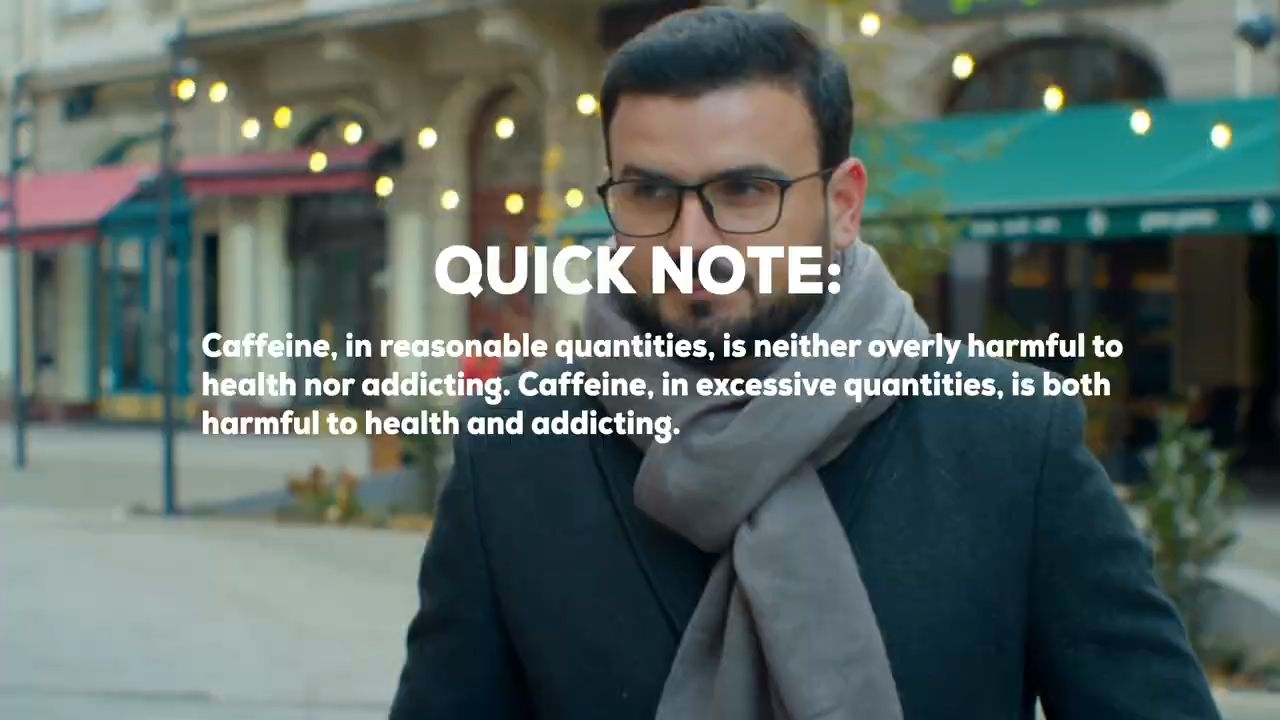 QUICK NOTE:
Caffeine, in reasonable quantities, is neither overly harmful to
health nor addicting. Caffeine, in excessive quantities, is both
harmful to health and addicting.